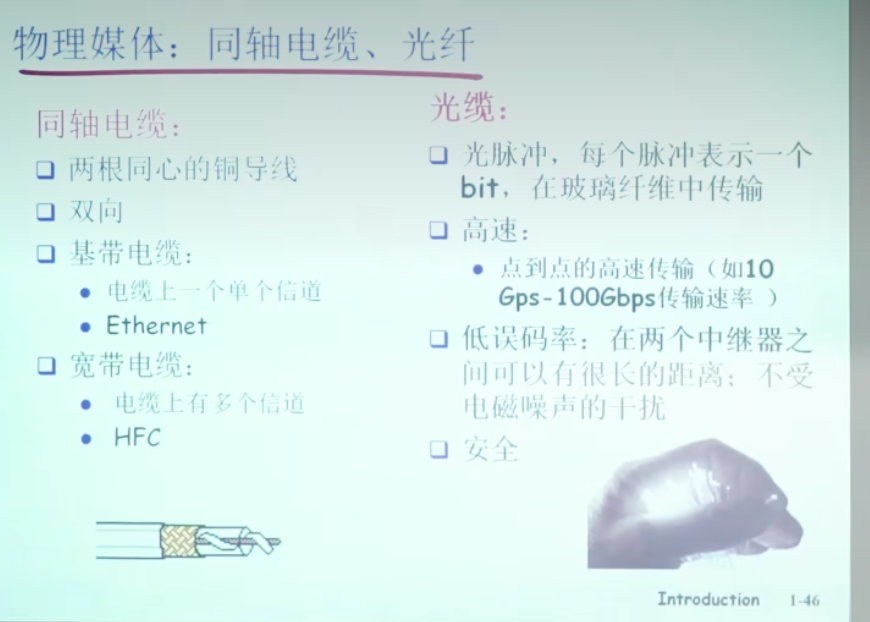 物理媒体：同轴电缆、光纤
同轴电缆：
两根同心的铜导线
双向
基带电缆：
电缆上一个单个信道
Ethernet
宽带电缆：
电缆上有多个信道
HFC
光缆：
光脉冲，每个脉冲表示一个
bit，在玻璃纤维中传输
高速：
点到点的高速传输（如10
Gps-100Gbps传输速率 ）
低误码率：在两个中继器之
间可以有很长的距离；不受
电磁噪声的干扰
安全
Introduction 1-46